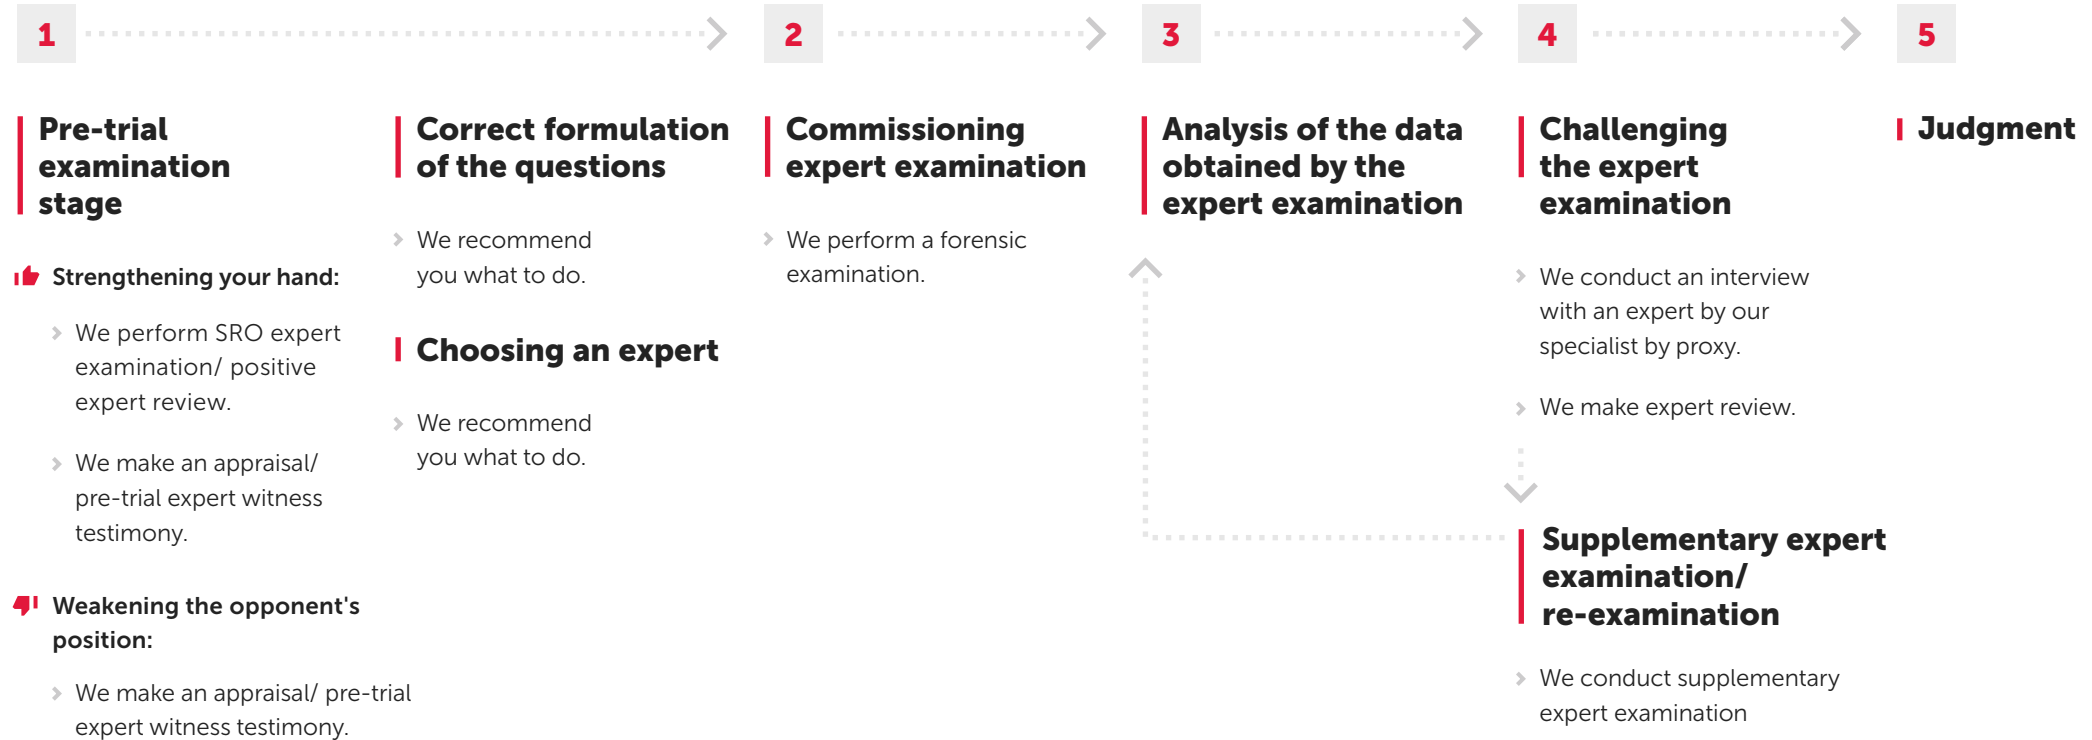 1
2
3
4
5
Pre-trial
examination
stage
Strengthening your hand:
We perform SRO expert
examination/ positive
expert review.
We make an appraisal/
pre-trial expert witness
testimony.
Weakening the opponent's
position:
We make an appraisal/ pre-trial
expert witness testimony.
Correct formulation
of the questions
We recommend
you what to do.
Choosing an expert
We recommend
you what to do.
Commissioning
expert examination
We perform a forensic
examination.
Analysis of the data
obtained by the
expert examination
Challenging
the expert
examination
We conduct an interview
with an expert by our
specialist by proxy.
We make expert review.
Supplementary expert
examination/
re-examination
We conduct supplementary
expert examination
Judgment